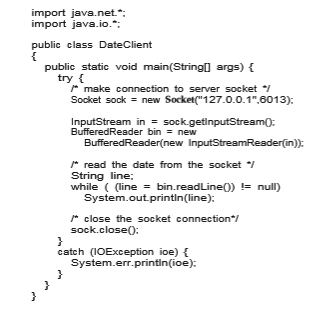 import java.net.*;
import java.io.*;
public class DateClient
{
public static void main(String[] args) {
try {
/* make connection to server socket */
Socket sock = new Socket("127.0.0.1",6013);
InputStream in = sock.getInputStream();
BufferedReader bin = new
BufferedReader(new InputStreamReader(in));
/* read the date from the socket */
String line;
while ( (line = bin.readLine()) != null)
System.out.println(line);
/* close the socket connection*/
sock.close();
}
catch (IOException ioe) {
System.err.println(ioe);
}
}
}